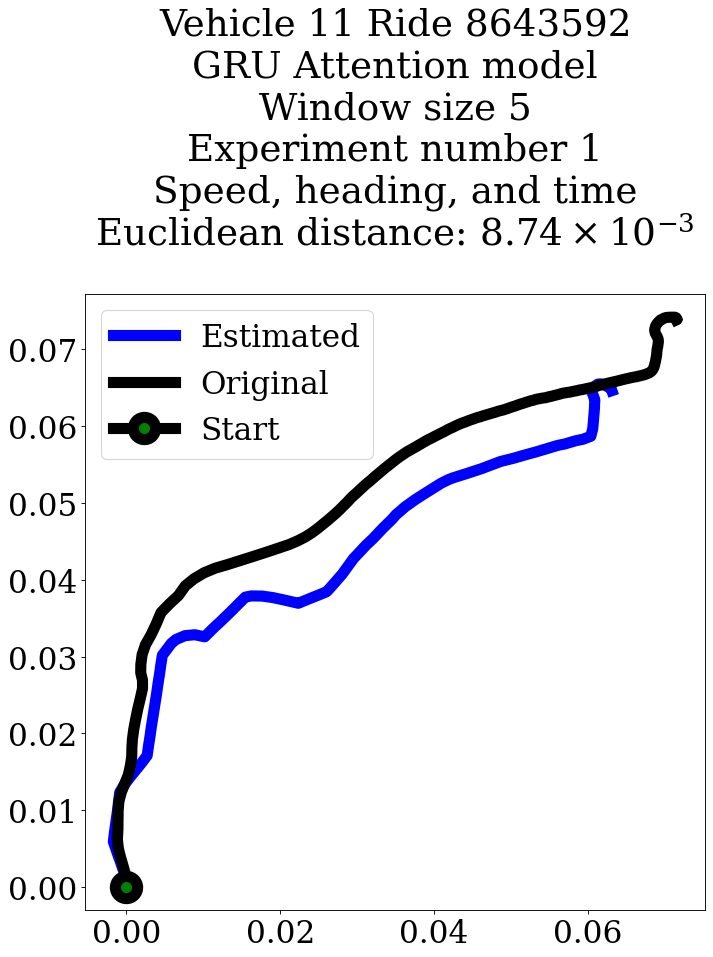 Vehicle 11 Ride 8643592
GRU Attention model
Window size 5
Experiment number 1
Speed, heading, and time
Euclidean distance: 8.74 × 10⁻³
Estimated
Original
Start
0.07
0.06
0.05
0.04
0.03
0.02
0.01
0.00
0.00 0.02 0.04 0.06